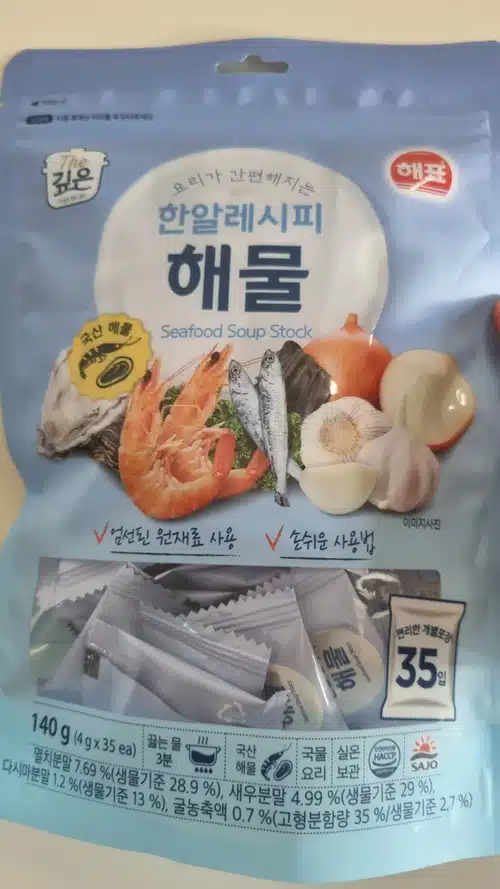 The
깊은
해표
요리가 간편해지는
한알레시피
해물
Seafood Soup Stock
국산 해물
이미지사진
엄선된 원재료 사용
손쉬운 사용법
해물
편리한 개별포장
35입
140 g (4 g x 35 ea)
끓는 물
3분
국산
해물
국물
요리
실온
보관
HACCP
SAJO
멸치분말 7.69 %(생물기준 28.9 %), 새우분말 4.99 %(생물기준 29 %),
다시마분말 1.2 %(생물기준 13 %), 굴농축액 0.7 %(고형분함량 35 %/생물기준 2.7 %)